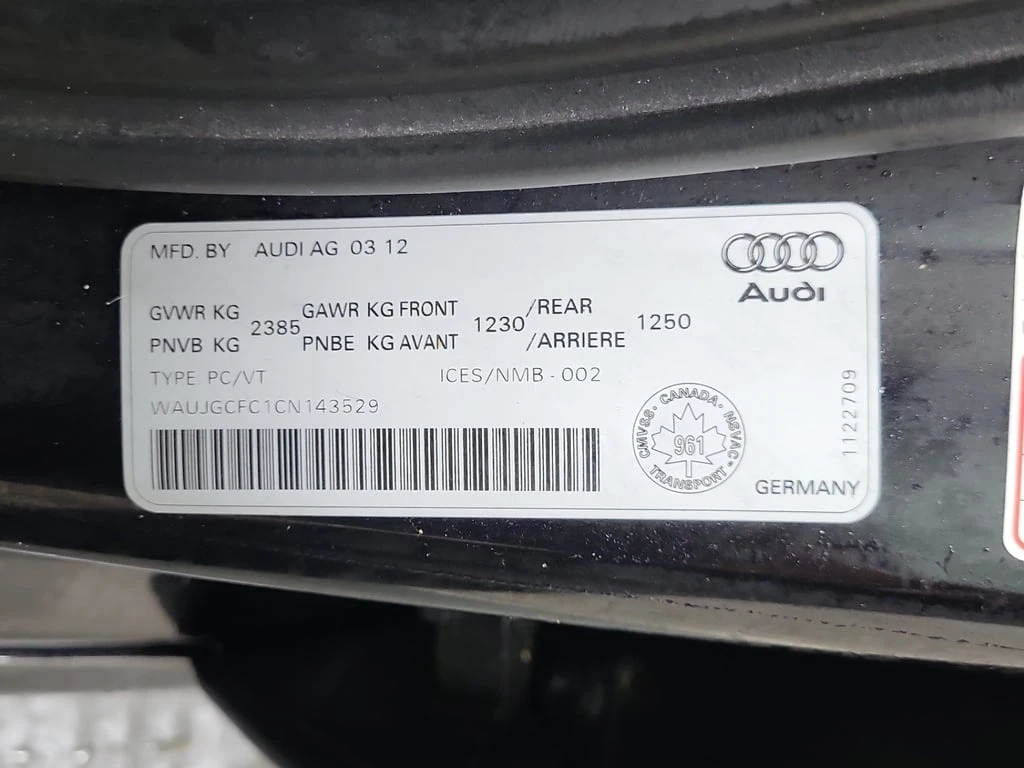 MFD. BY AUDI AG 03 12
Audi
GVWR KG 2385 GAWR KG FRONT 1230 /REAR 1250
PNVB KG PNBE KG AVANT /ARRIERE
TYPE PC/VT ICES/NMB - 002
WAUJGCFC1CN143529
CMVSS · CANADA · NSVAC · TRANSPORT
961
1122709
GERMANY